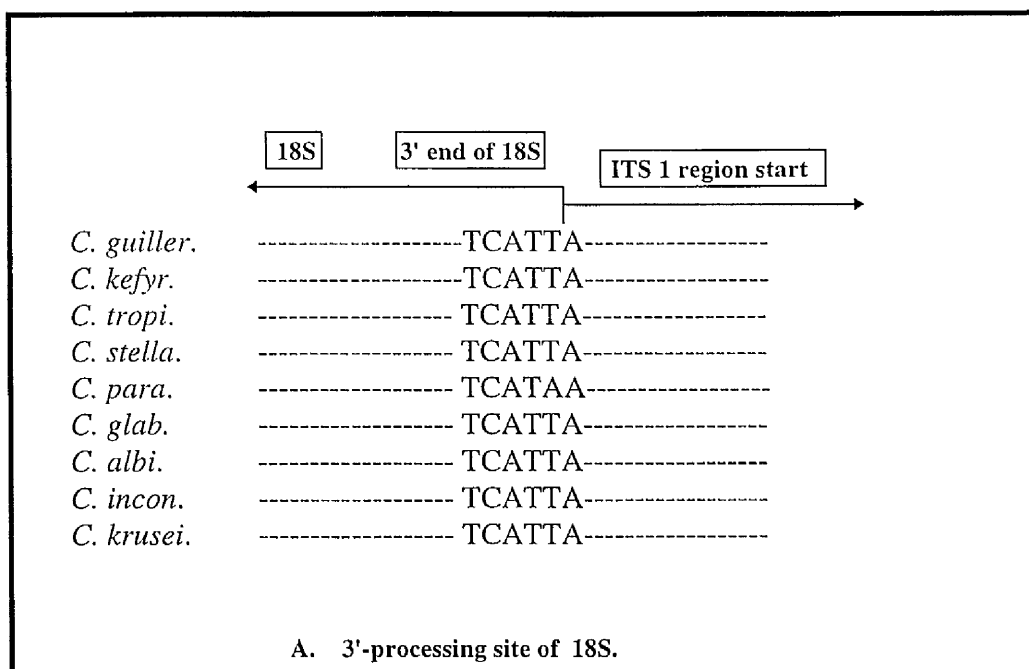 18S 3' end of 18S ITS 1 region start
C. guiller. --------------------TCATTA------------------
C. kefyr. --------------------TCATTA------------------
C. tropi. ------------------- TCATTA------------------
C. stella. ------------------- TCATTA------------------
C. para. ------------------- TCATAA------------------
C. glab. ------------------- TCATTA------------------
C. albi. ------------------- TCATTA------------------
C. incon. ------------------- TCATTA------------------
C. krusei. ------------------- TCATTA------------------
A. 3'-processing site of 18S.